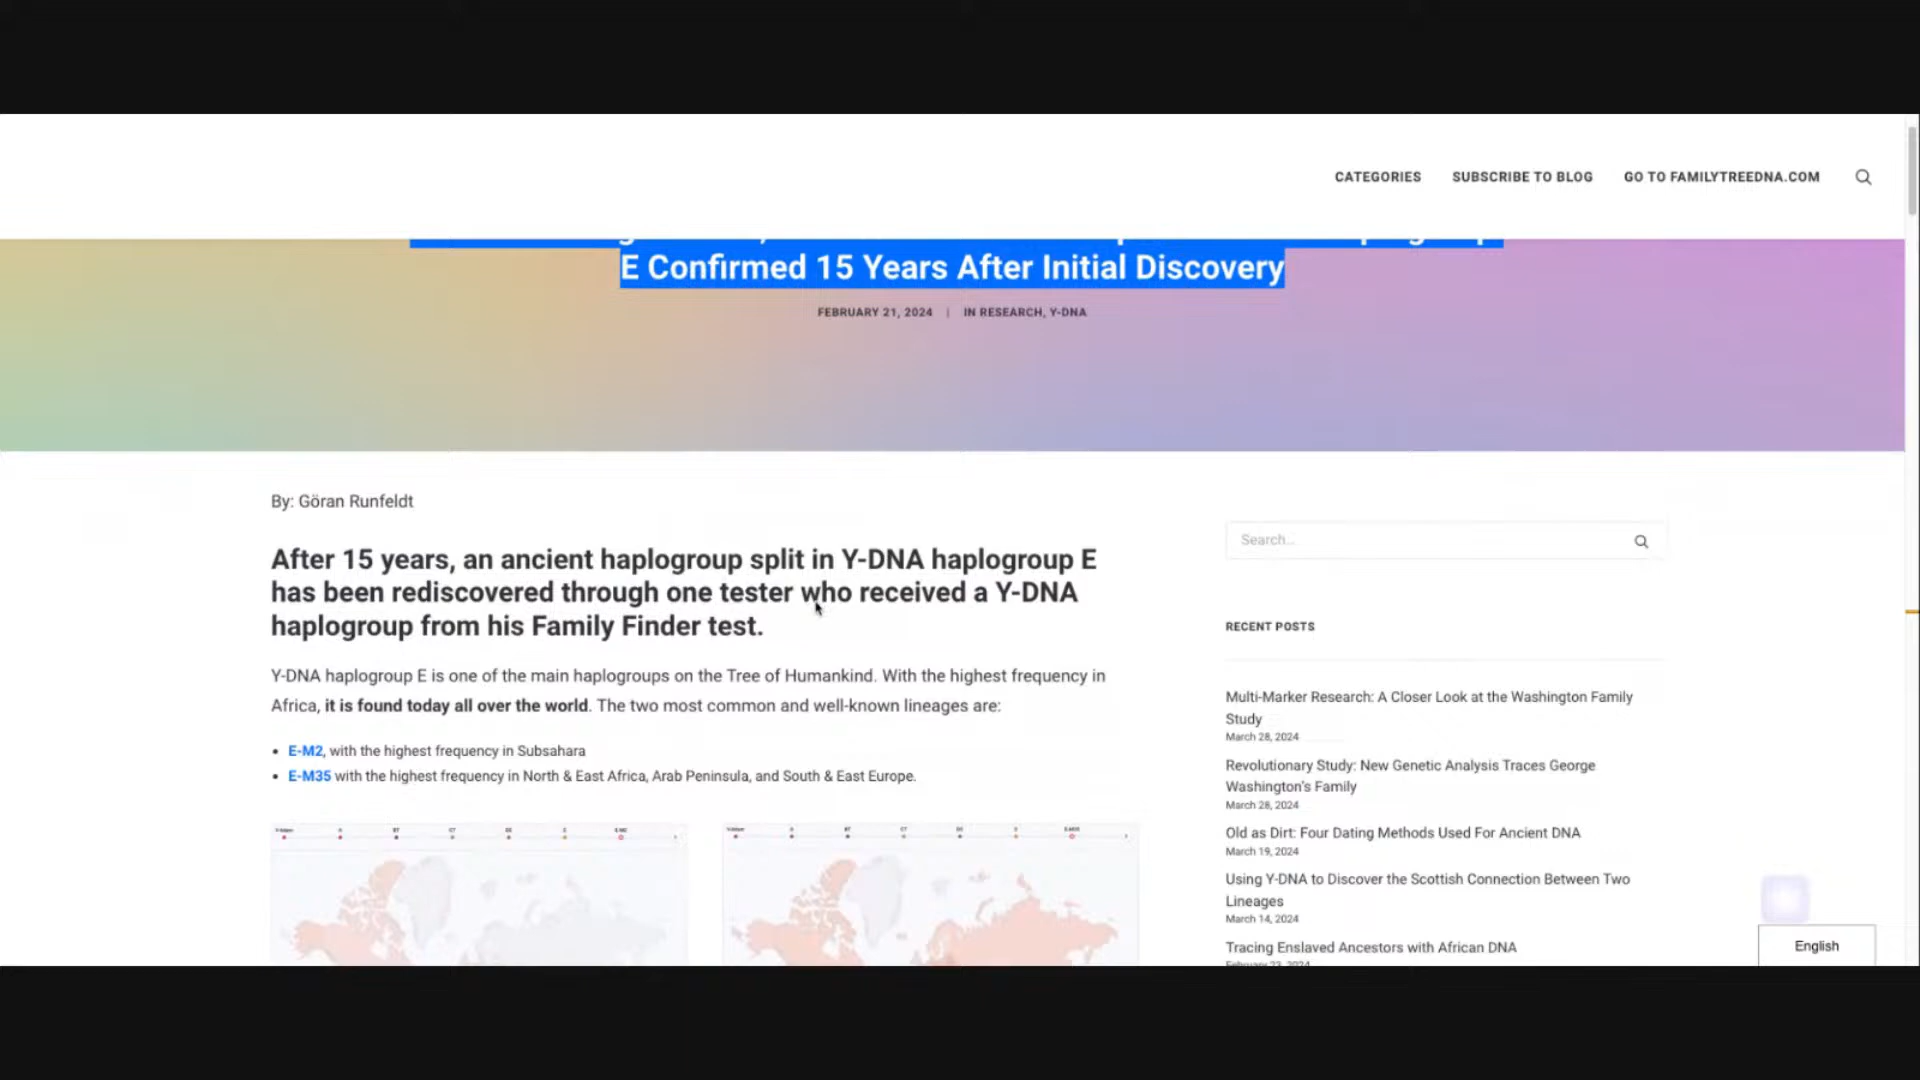 CATEGORIES SUBSCRIBE TO BLOG GO TO FAMILYTREEDNA.COM
E Confirmed 15 Years After Initial Discovery
FEBRUARY 21, 2024 | IN RESEARCH, Y-DNA
By: Göran Runfeldt
After 15 years, an ancient haplogroup split in Y-DNA haplogroup E
has been rediscovered through one tester who received a Y-DNA
haplogroup from his Family Finder test.
Y-DNA haplogroup E is one of the main haplogroups on the Tree of Humankind. With the highest frequency in
Africa, it is found today all over the world. The two most common and well-known lineages are:
• E-M2, with the highest frequency in Subsahara
• E-M35 with the highest frequency in North & East Africa, Arab Peninsula, and South & East Europe.
Search...
RECENT POSTS
Multi-Marker Research: A Closer Look at the Washington Family
Study
March 28, 2024
Revolutionary Study: New Genetic Analysis Traces George
Washington's Family
March 28, 2024
Old as Dirt: Four Dating Methods Used For Ancient DNA
March 19, 2024
Using Y-DNA to Discover the Scottish Connection Between Two
Lineages
March 14, 2024
Tracing Enslaved Ancestors with African DNA
February 23, 2024
English